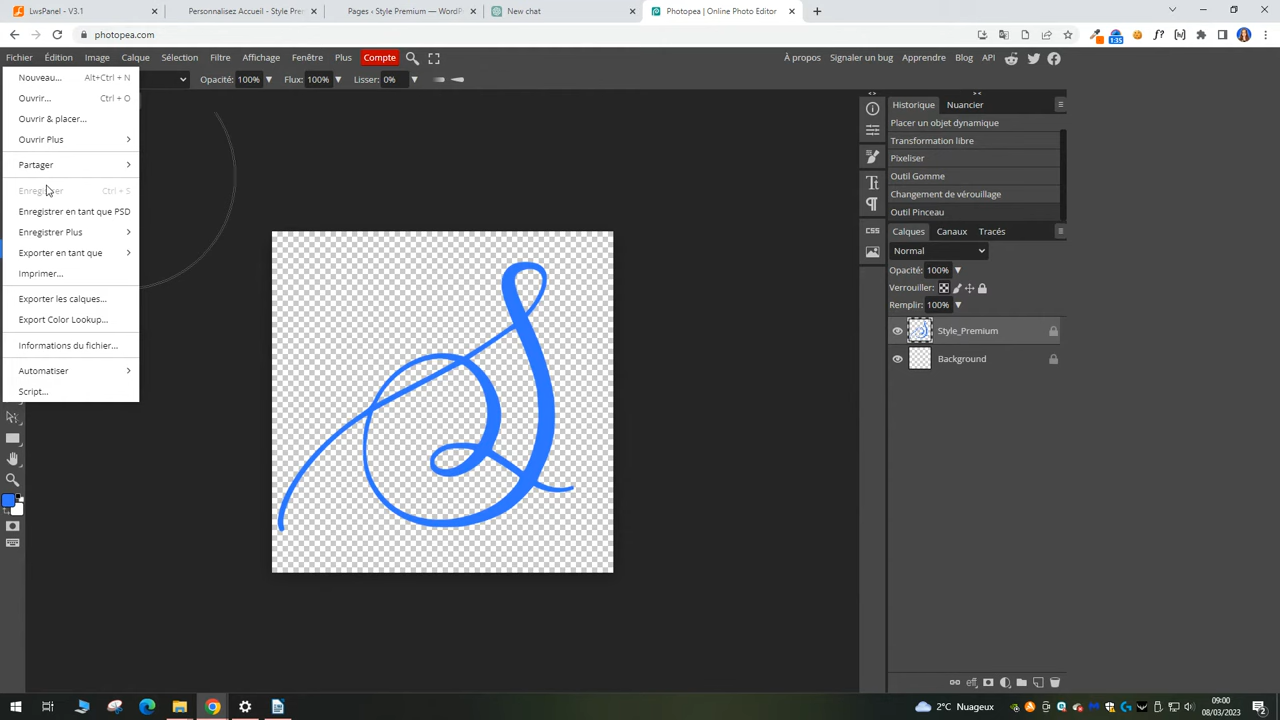 LwsPanel - V3.1
Personnalisez Accueil - Style Pre
Pages ‹ Style Premium — WordP
New chat
Photopea | Online Photo Editor
photopea.com
1:35
Fichier Édition Image Calque Sélection Filtre Affichage Fenêtre Plus Compte
À propos Signaler un bug Apprendre Blog API
Opacité: 100% Flux: 100% Lisser: 0%
Nouveau... Alt+Ctrl + N
Ouvrir... Ctrl + O
Ouvrir & placer...
Ouvrir Plus
Partager
Enregistrer Ctrl + S
Enregistrer en tant que PSD
Enregistrer Plus
Exporter en tant que
Imprimer...
Exporter les calques...
Export Color Lookup...
Informations du fichier...
Automatiser
Script...
Historique Nuancier
Placer un objet dynamique
Transformation libre
Pixeliser
Outil Gomme
Changement de vérouillage
Outil Pinceau
Calques Canaux Tracés
Normal
Opacité: 100%
Verrouiller:
Remplir: 100%
Style_Premium
Background
CSS
eff
2°C Nuageux
09:00
08/03/2023
2